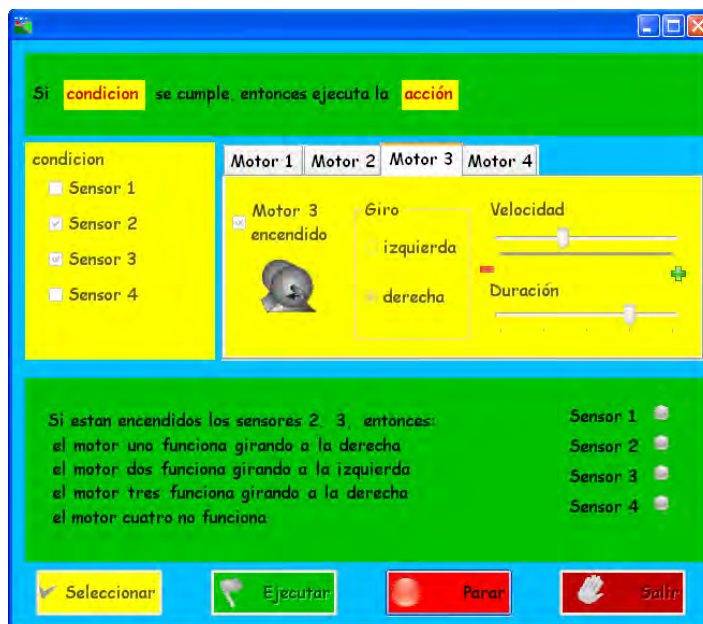 Si condicion se cumple, entonces ejecuta la acción
condicion
Sensor 1
Sensor 2
Sensor 3
Sensor 4
Motor 1 Motor 2 Motor 3 Motor 4
Motor 3
encendido
Giro
izquierda
derecha
Velocidad
Duración
Si estan encendidos los sensores 2, 3, entonces:
el motor uno funciona girando a la derecha
el motor dos funciona girando a la izquierda
el motor tres funciona girando a la derecha
el motor cuatro no funciona
Sensor 1
Sensor 2
Sensor 3
Sensor 4
Seleccionar Ejecutar Parar Salir